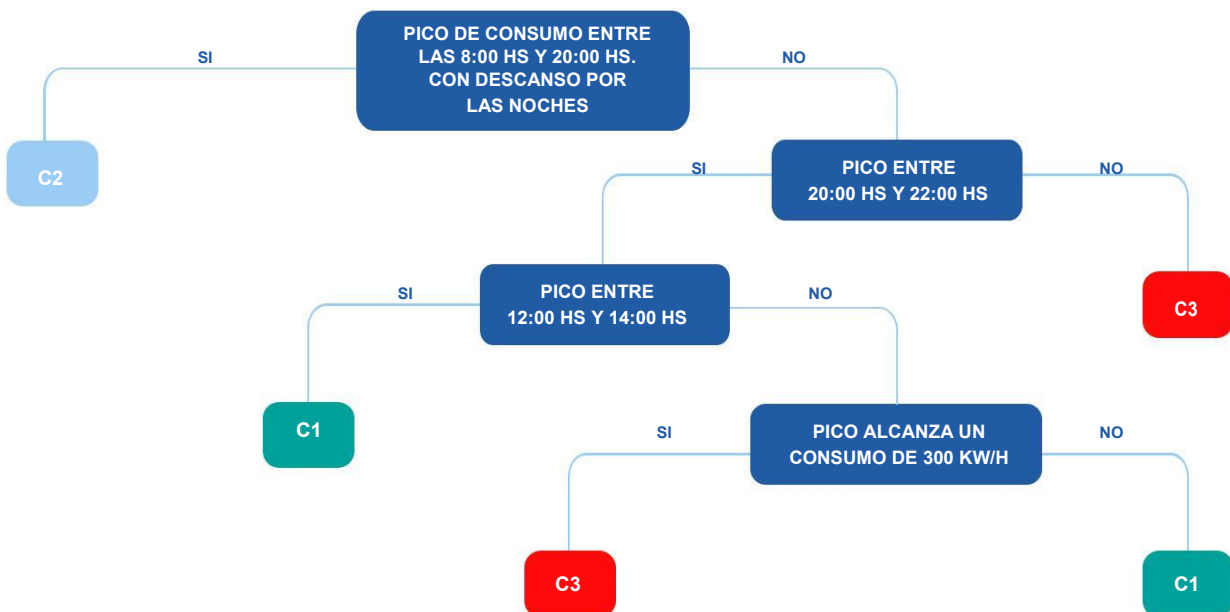 PICO DE CONSUMO ENTRE
LAS 8:00 HS Y 20:00 HS.
CON DESCANSO POR
LAS NOCHES
SI
NO
C2
PICO ENTRE
20:00 HS Y 22:00 HS
SI
NO
PICO ENTRE
12:00 HS Y 14:00 HS
SI
NO
C3
C1
PICO ALCANZA UN
CONSUMO DE 300 KW/H
SI
NO
C3
C1